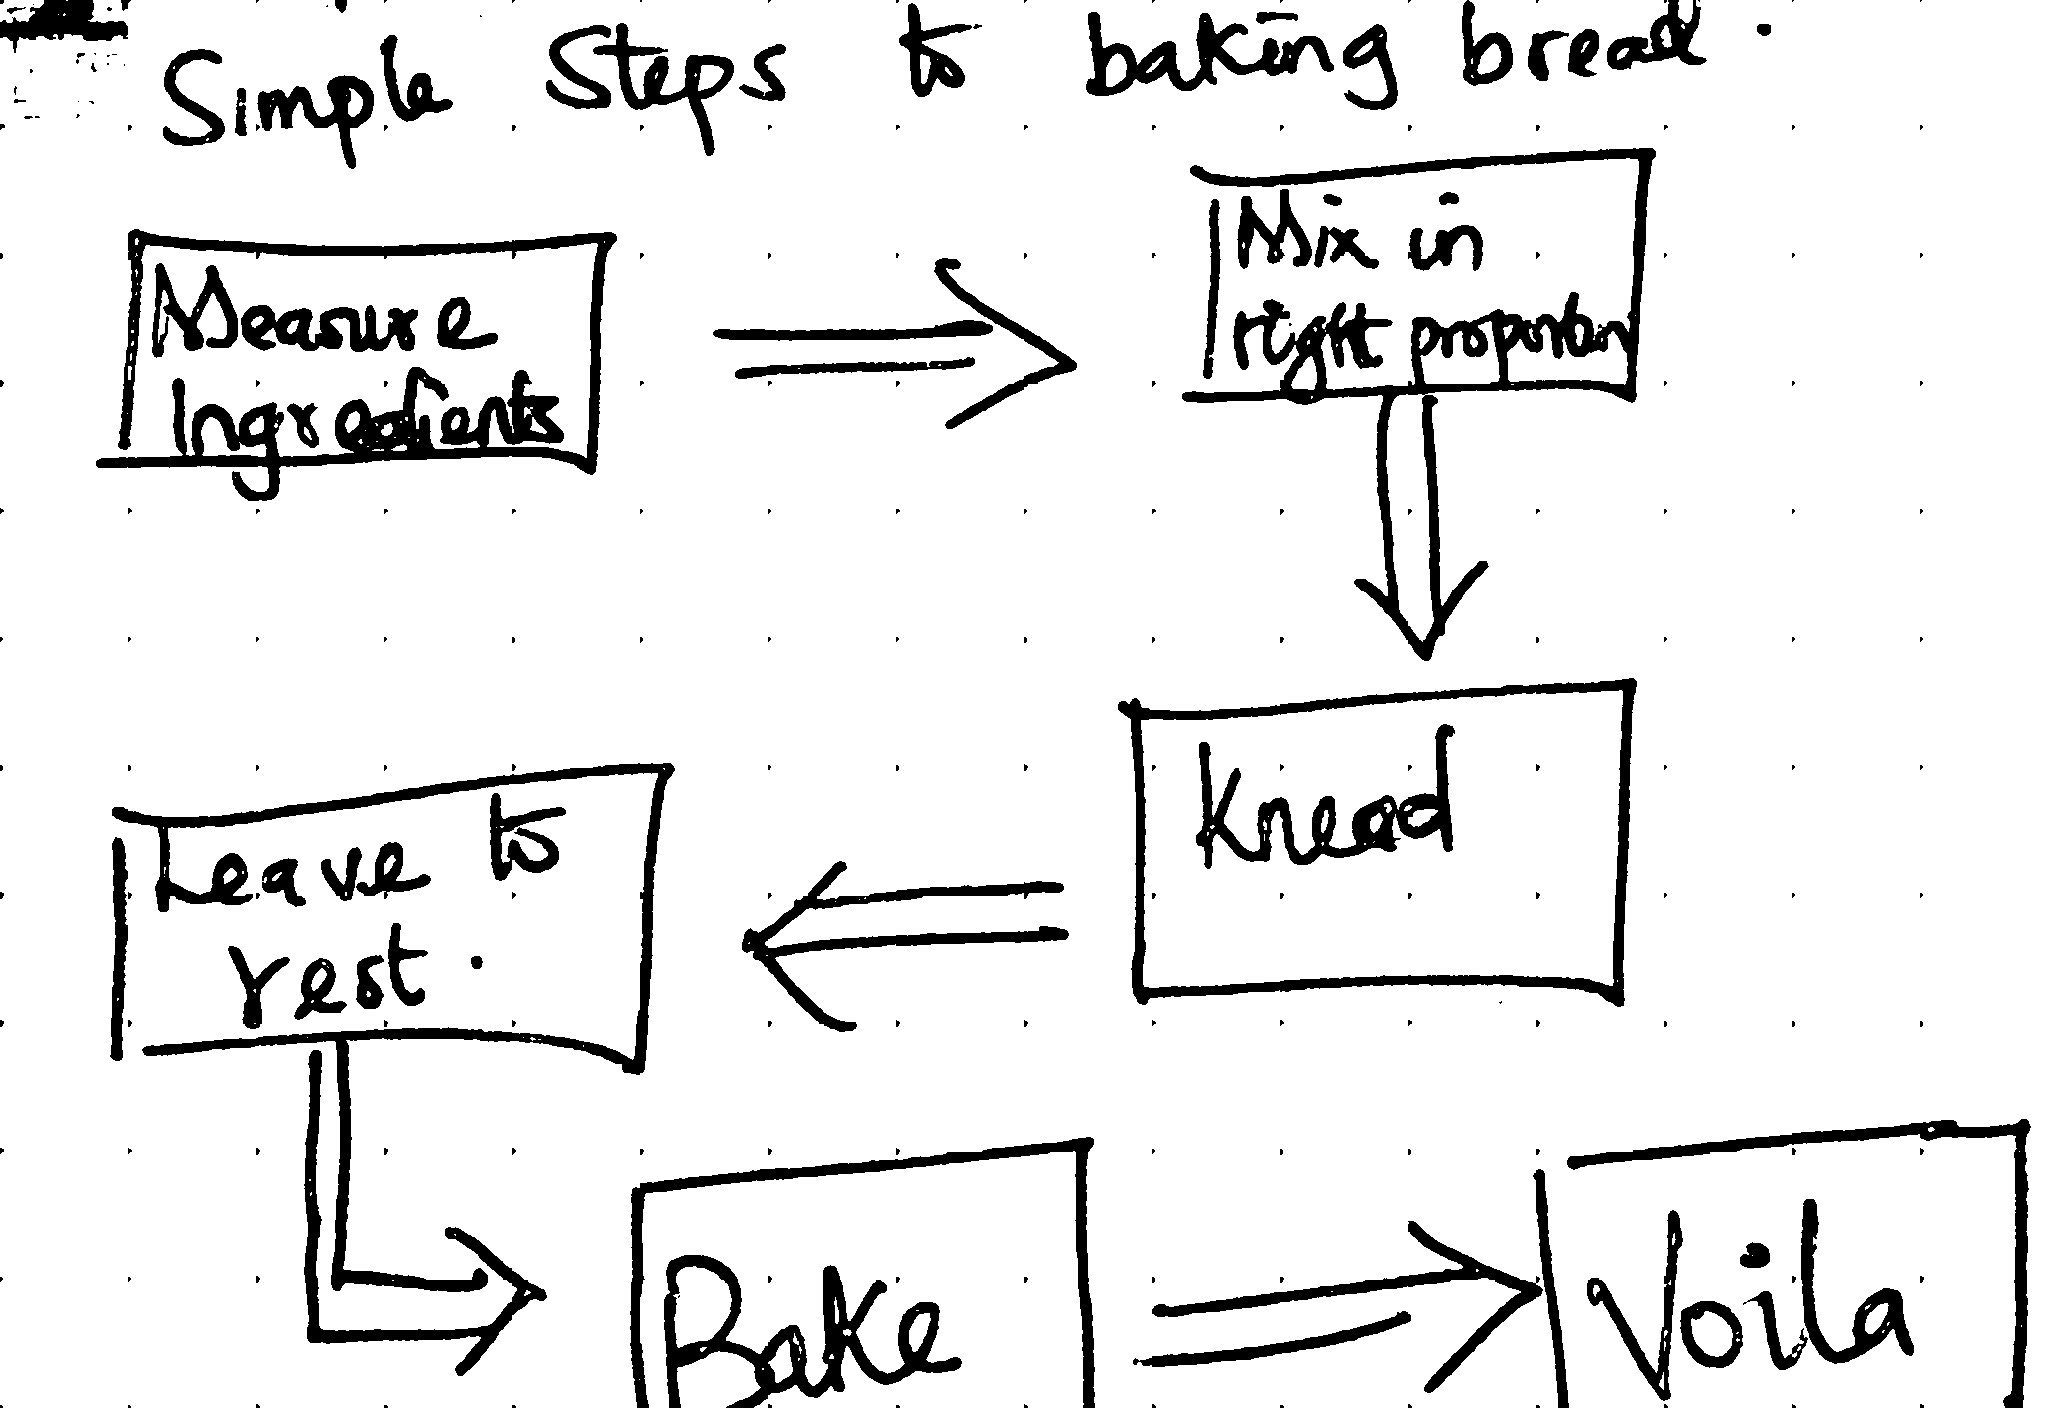 Simple Steps to baking bread.
Measure
Ingredients
Mix in
right proportion
Knead
Leave to
rest.
Bake
Voila